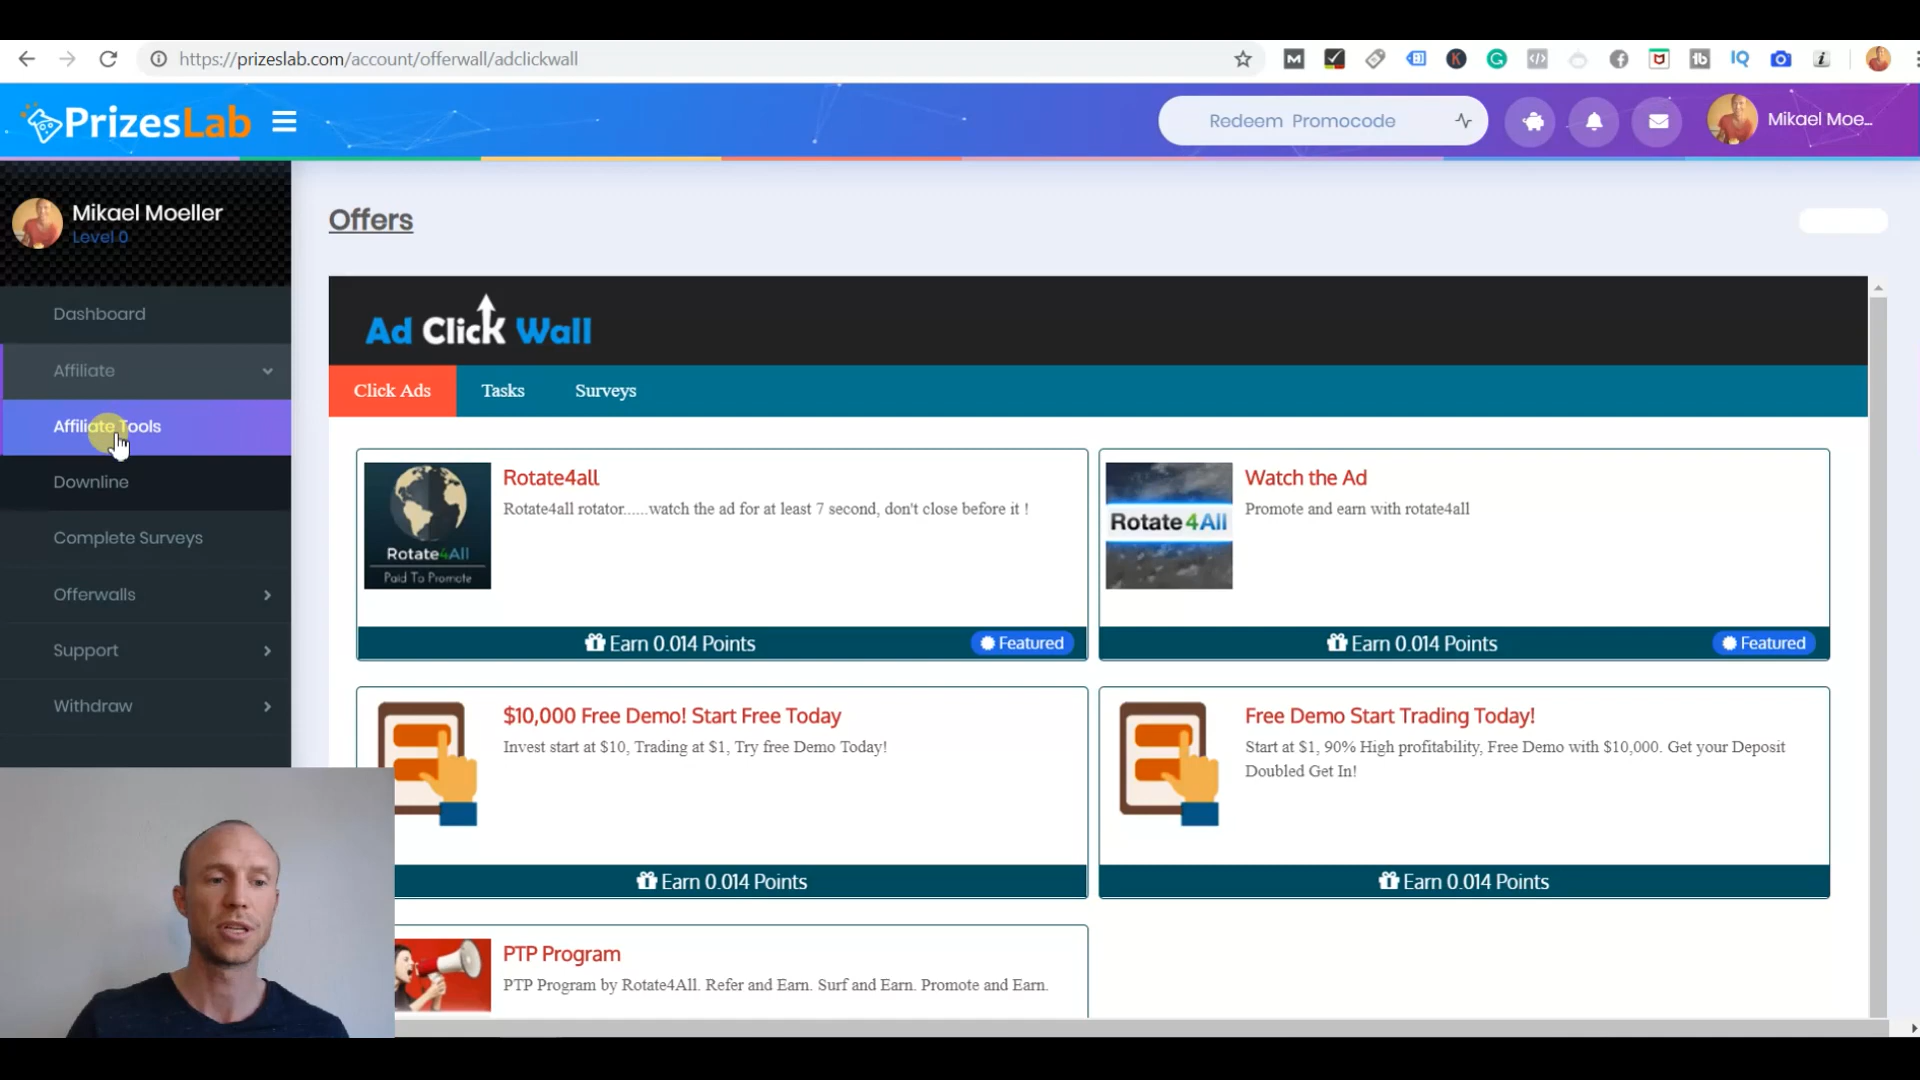 https://prizeslab.com/account/offerwall/adclickwall
PrizesLab
Redeem Promocode
Mikael Moe...
Mikael Moeller
Level 0
Dashboard
Affiliate
Affiliate Tools
Downline
Complete Surveys
Offerwalls
Support
Withdraw
Offers
Ad Click Wall
Click Ads
Tasks
Surveys
Rotate4All
Paid To Promote
Rotate4all
Rotate4all rotator......watch the ad for at least 7 second, don't close before it !
Earn 0.014 Points
Featured
Rotate4All
Watch the Ad
Promote and earn with rotate4all
Earn 0.014 Points
Featured
$10,000 Free Demo! Start Free Today
Invest start at $10, Trading at $1, Try free Demo Today!
Earn 0.014 Points
Free Demo Start Trading Today!
Start at $1, 90% High profitability, Free Demo with $10,000. Get your Deposit
Doubled Get In!
Earn 0.014 Points
PTP Program
PTP Program by Rotate4All. Refer and Earn. Surf and Earn. Promote and Earn.